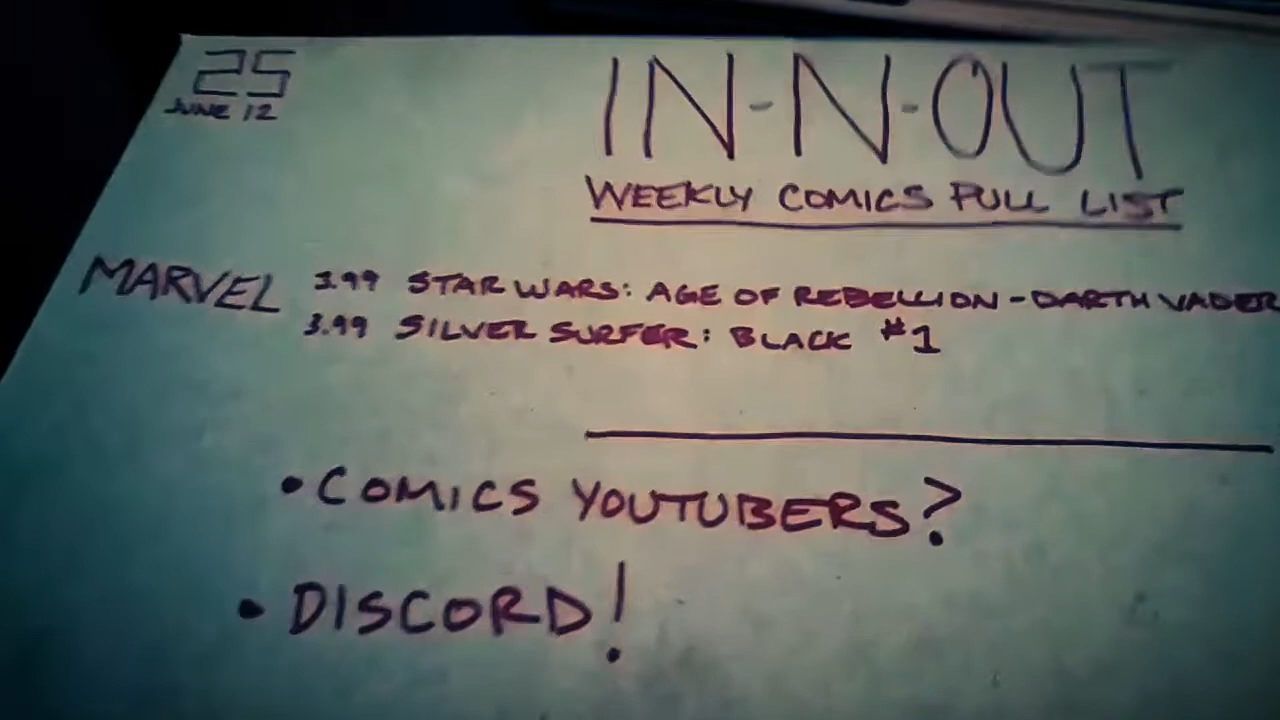 25
JUNE 12
IN-N-OUT
WEEKLY COMICS PULL LIST
MARVEL 3.99 STAR WARS: AGE OF REBELLION - DARTH VADER
3.99 SILVER SURFER: BLACK #1
• COMICS YOUTUBERS?
• DISCORD!